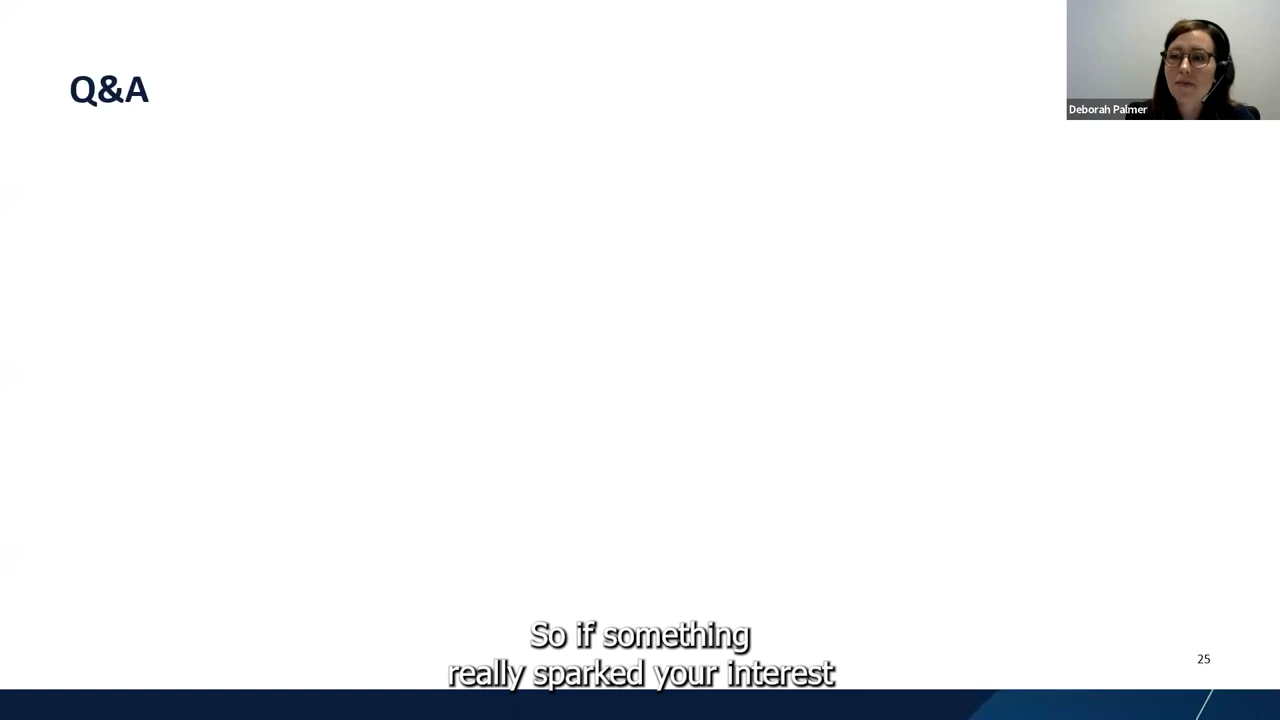 Q&A
Deborah Palmer
So if something
really sparked your interest
25